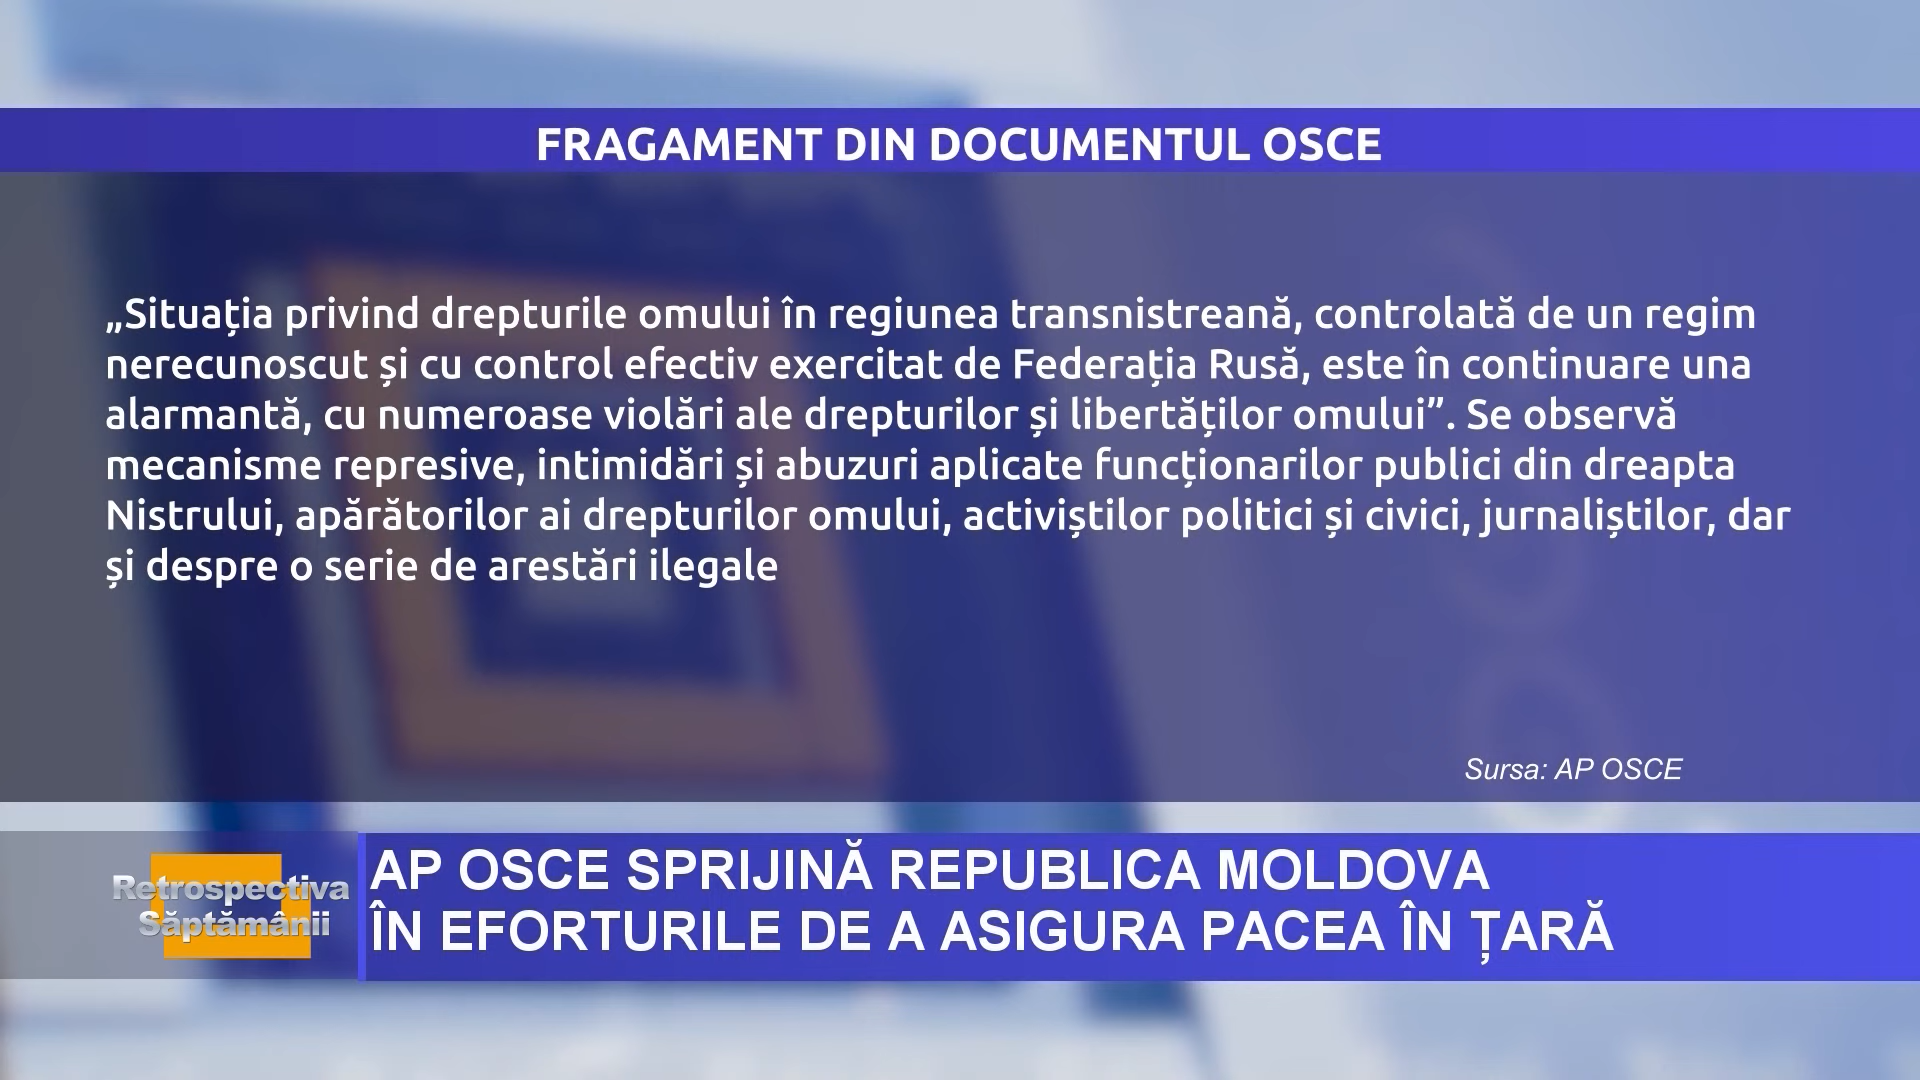 FRAGAMENT DIN DOCUMENTUL OSCE
„Situația privind drepturile omului în regiunea transnistreană, controlată de un regim
nerecunoscut și cu control efectiv exercitat de Federația Rusă, este în continuare una
alarmantă, cu numeroase violări ale drepturilor și libertăților omului”. Se observă
mecanisme represive, intimidări și abuzuri aplicate funcționarilor publici din dreapta
Nistrului, apărătorilor ai drepturilor omului, activiștilor politici și civici, jurnaliștilor, dar
și despre o serie de arestări ilegale
Sursa: AP OSCE
Retrospectiva
Săptămânii
AP OSCE SPRIJINĂ REPUBLICA MOLDOVA
ÎN EFORTURILE DE A ASIGURA PACEA ÎN ȚARĂ